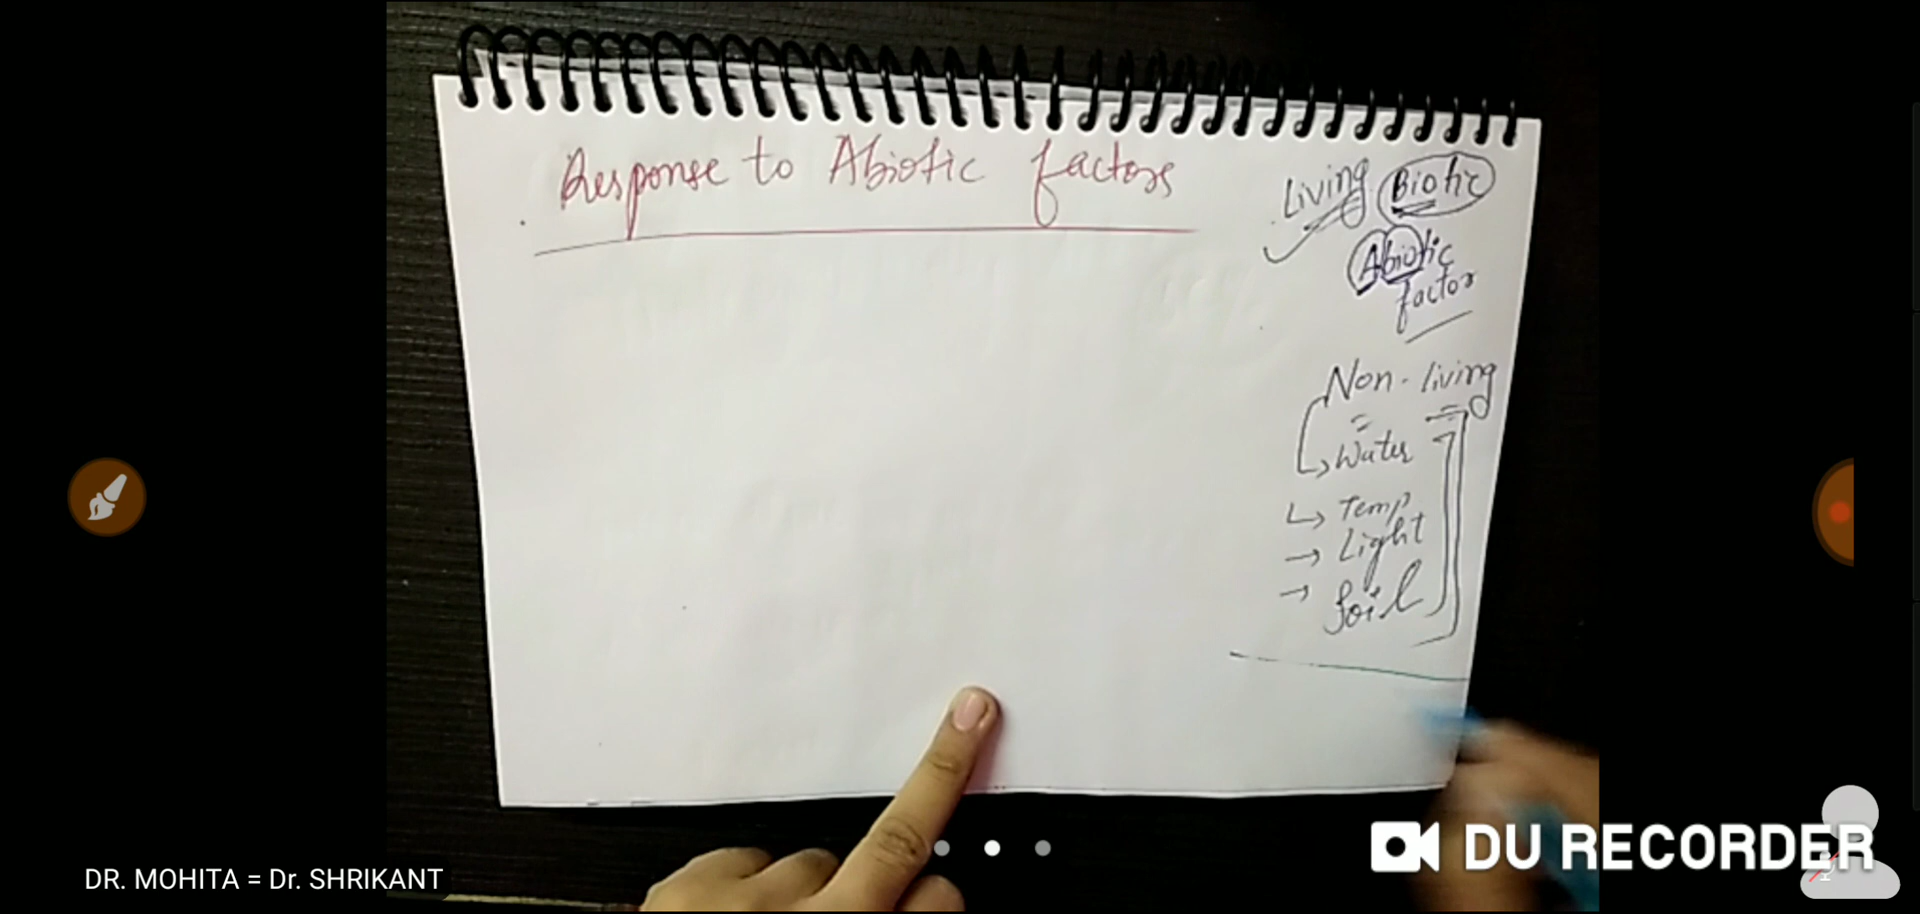 Response to Abiotic factors
Living Biotic
Abiotic
factor
Non-living
Water
Temp
Light
Soil
DR. MOHITA = Dr. SHRIKANT
DU RECORDER